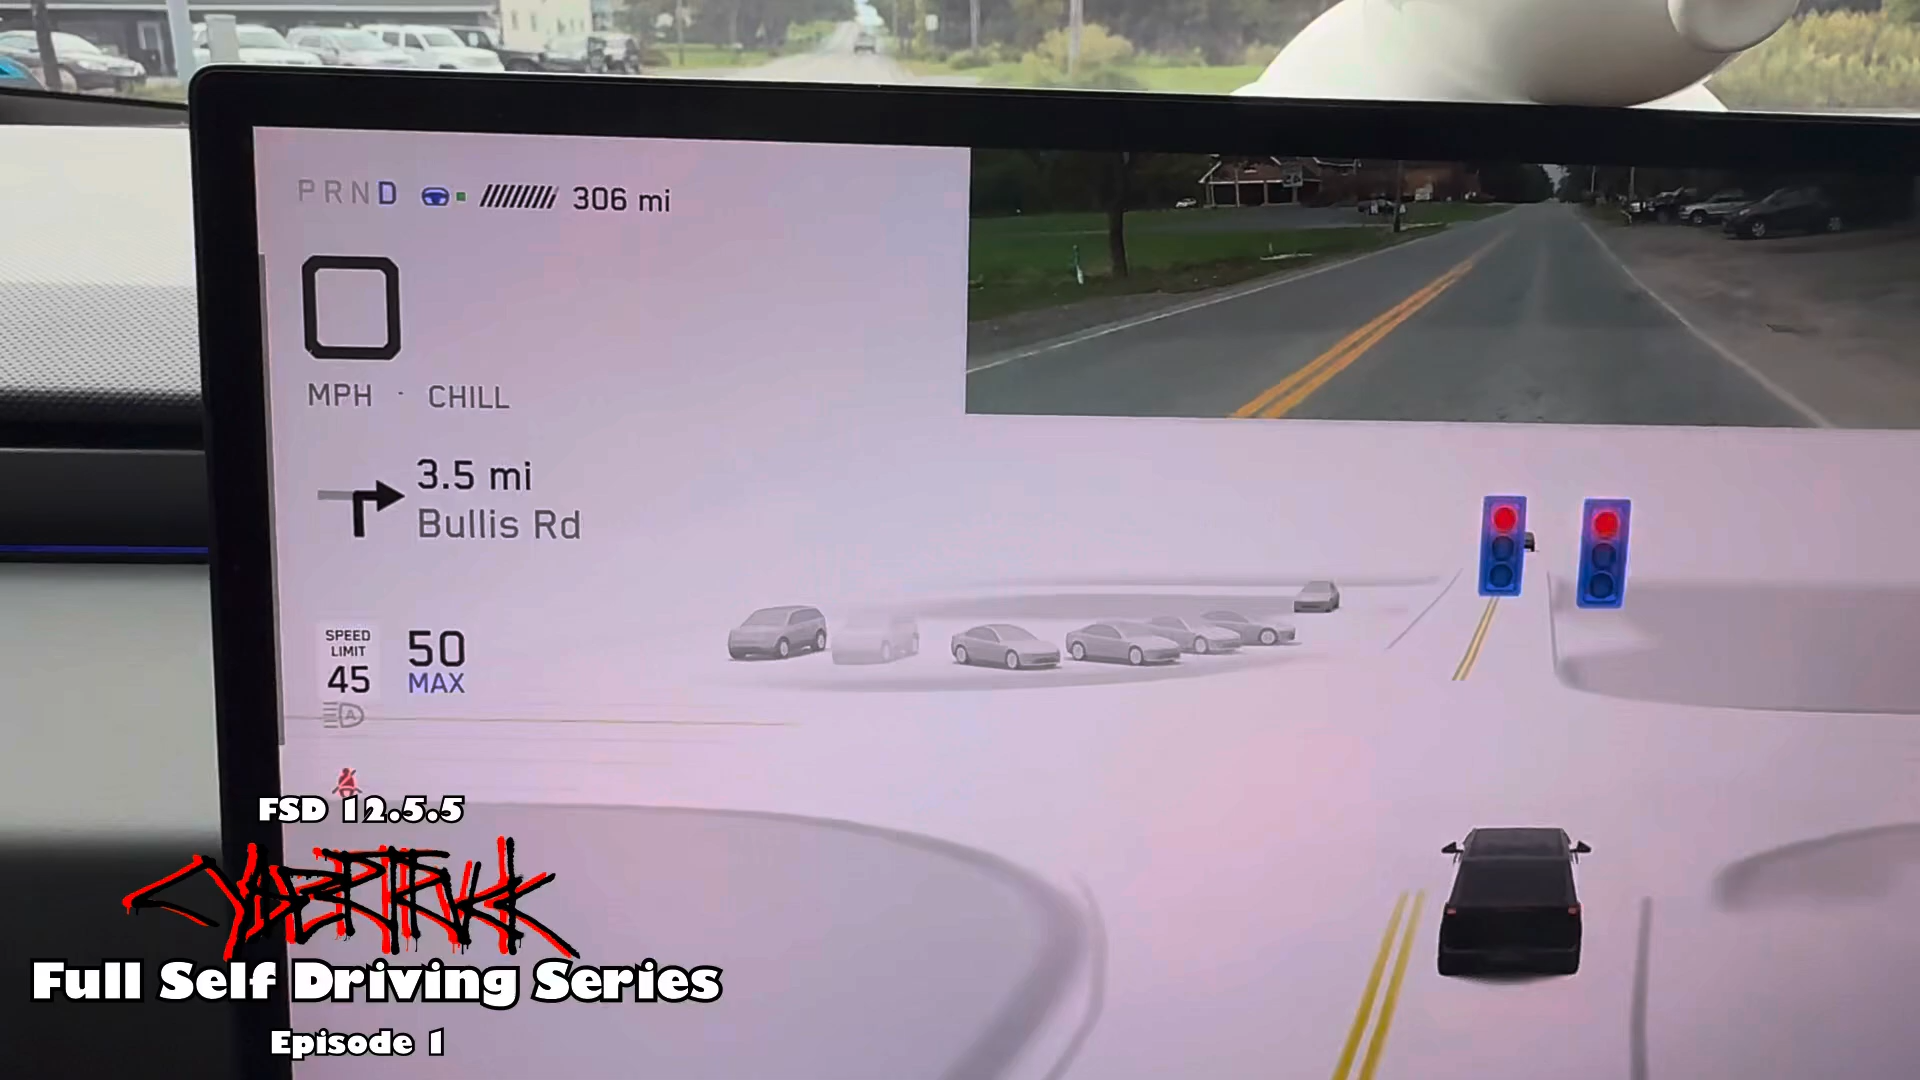 PRND 306 mi
0
MPH · CHILL
3.5 mi
Bullis Rd
SPEED
LIMIT
45
50
MAX
A
FSD 12.5.5
CYBERTRUCK
Full Self Driving Series
Episode 1